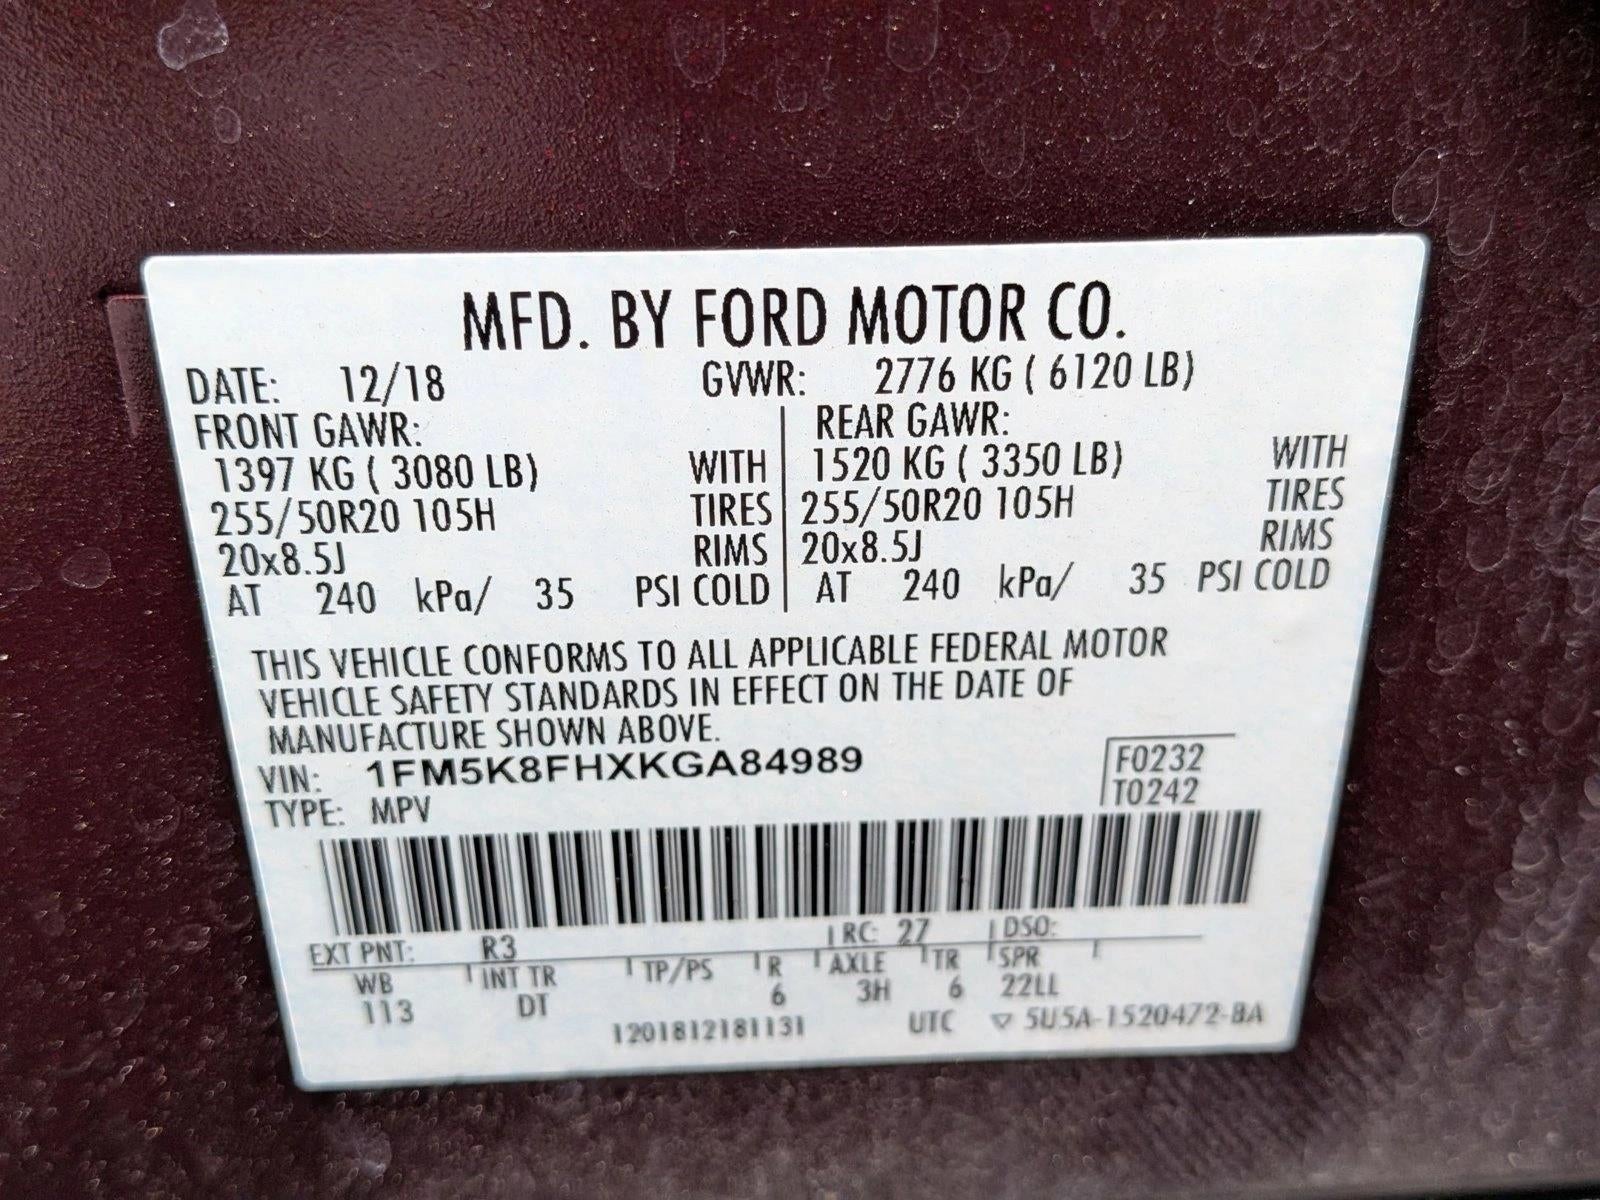 MFD. BY FORD MOTOR CO.
DATE: 12/18 GVWR: 2776 KG ( 6120 LB)
FRONT GAWR: REAR GAWR:
1397 KG ( 3080 LB) WITH 1520 KG ( 3350 LB) WITH
255/50R20 105H TIRES 255/50R20 105H TIRES
20x8.5J RIMS 20x8.5J RIMS
AT 240 kPa/ 35 PSI COLD AT 240 kPa/ 35 PSI COLD
THIS VEHICLE CONFORMS TO ALL APPLICABLE FEDERAL MOTOR
VEHICLE SAFETY STANDARDS IN EFFECT ON THE DATE OF
MANUFACTURE SHOWN ABOVE.
VIN: 1FM5K8FHXKGA84989 F0232
TYPE: MPV T0242
EXT PNT: R3 RC: 27 DSO:
WB INT TR TP/PS R AXLE TR SPR
113 DT 6 3H 6 22LL
1201812181131 UTC ▽ 5U5A-1520472-BA